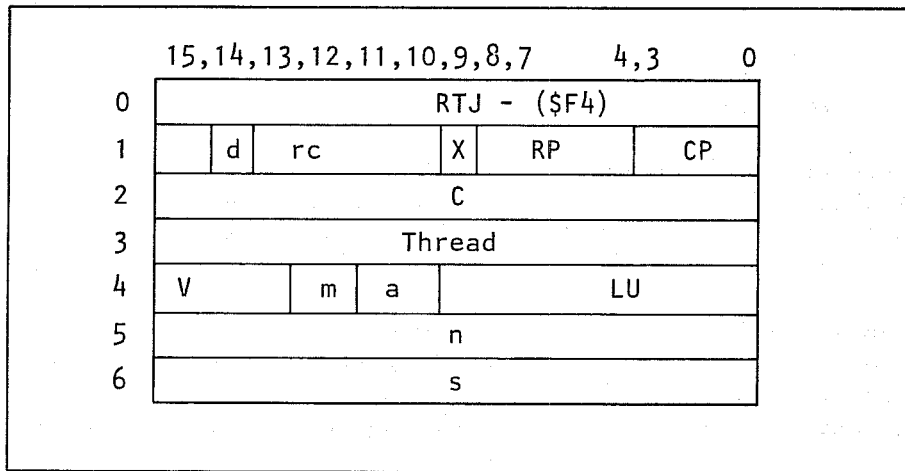 15,14,13,12,11,10,9,8,7 4,3 0
0 RTJ - ($F4)
1 d rc X RP CP
2 C
3 Thread
4 V m a LU
5 n
6 s